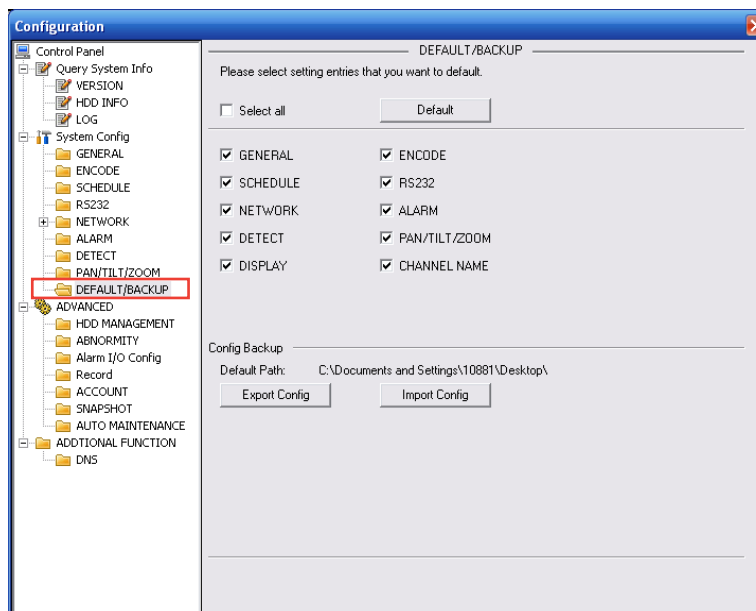 Configuration
Control Panel
Query System Info
VERSION
HDD INFO
LOG
System Config
GENERAL
ENCODE
SCHEDULE
RS232
NETWORK
ALARM
DETECT
PAN/TILT/ZOOM
DEFAULT/BACKUP
ADVANCED
HDD MANAGEMENT
ABNORMITY
Alarm I/O Config
Record
ACCOUNT
SNAPSHOT
AUTO MAINTENANCE
ADDTIONAL FUNCTION
DNS
DEFAULT/BACKUP
Please select setting entries that you want to default.
Select all Default
GENERAL ENCODE
SCHEDULE RS232
NETWORK ALARM
DETECT PAN/TILT/ZOOM
DISPLAY CHANNEL NAME
Config Backup
Default Path: C:\Documents and Settings\10881\Desktop\
Export Config Import Config